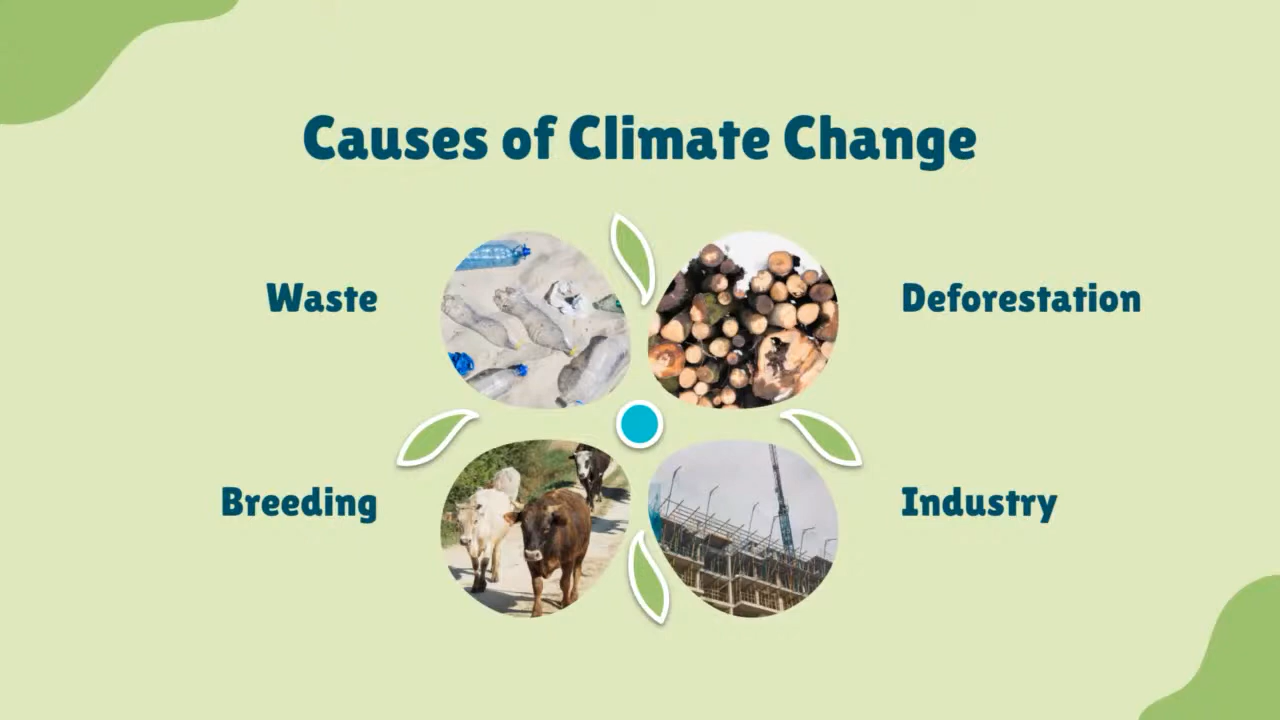 Causes of Climate Change
Waste
Deforestation
Breeding
Industry